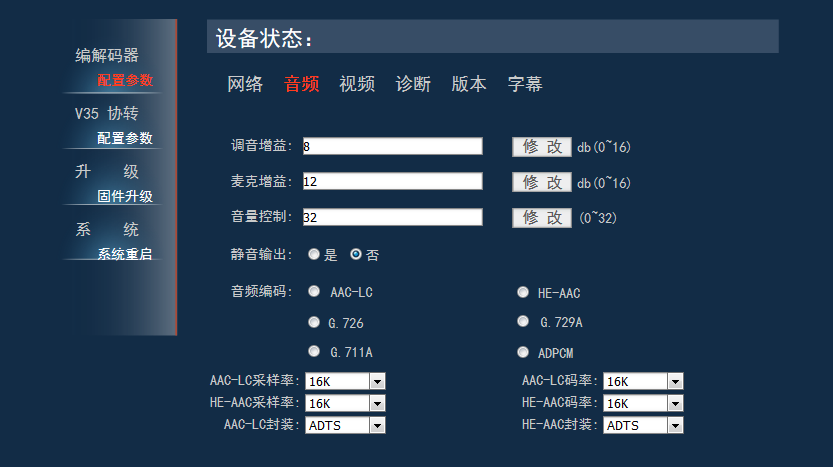 编解码器
配置参数
V35 协转
配置参数
升 级
固件升级
系 统
系统重启
设备状态：
网络 音频 视频 诊断 版本 字幕
调音增益： 8 修 改 db(0~16)
麦克增益： 12 修 改 db(0~16)
音量控制： 32 修 改 (0~32)
静音输出： 是 否
音频编码： AAC-LC HE-AAC
G.726 G.729A
G.711A ADPCM
AAC-LC采样率： 16K AAC-LC码率： 16K
HE-AAC采样率： 16K HE-AAC码率： 16K
AAC-LC封装： ADTS HE-AAC封装： ADTS